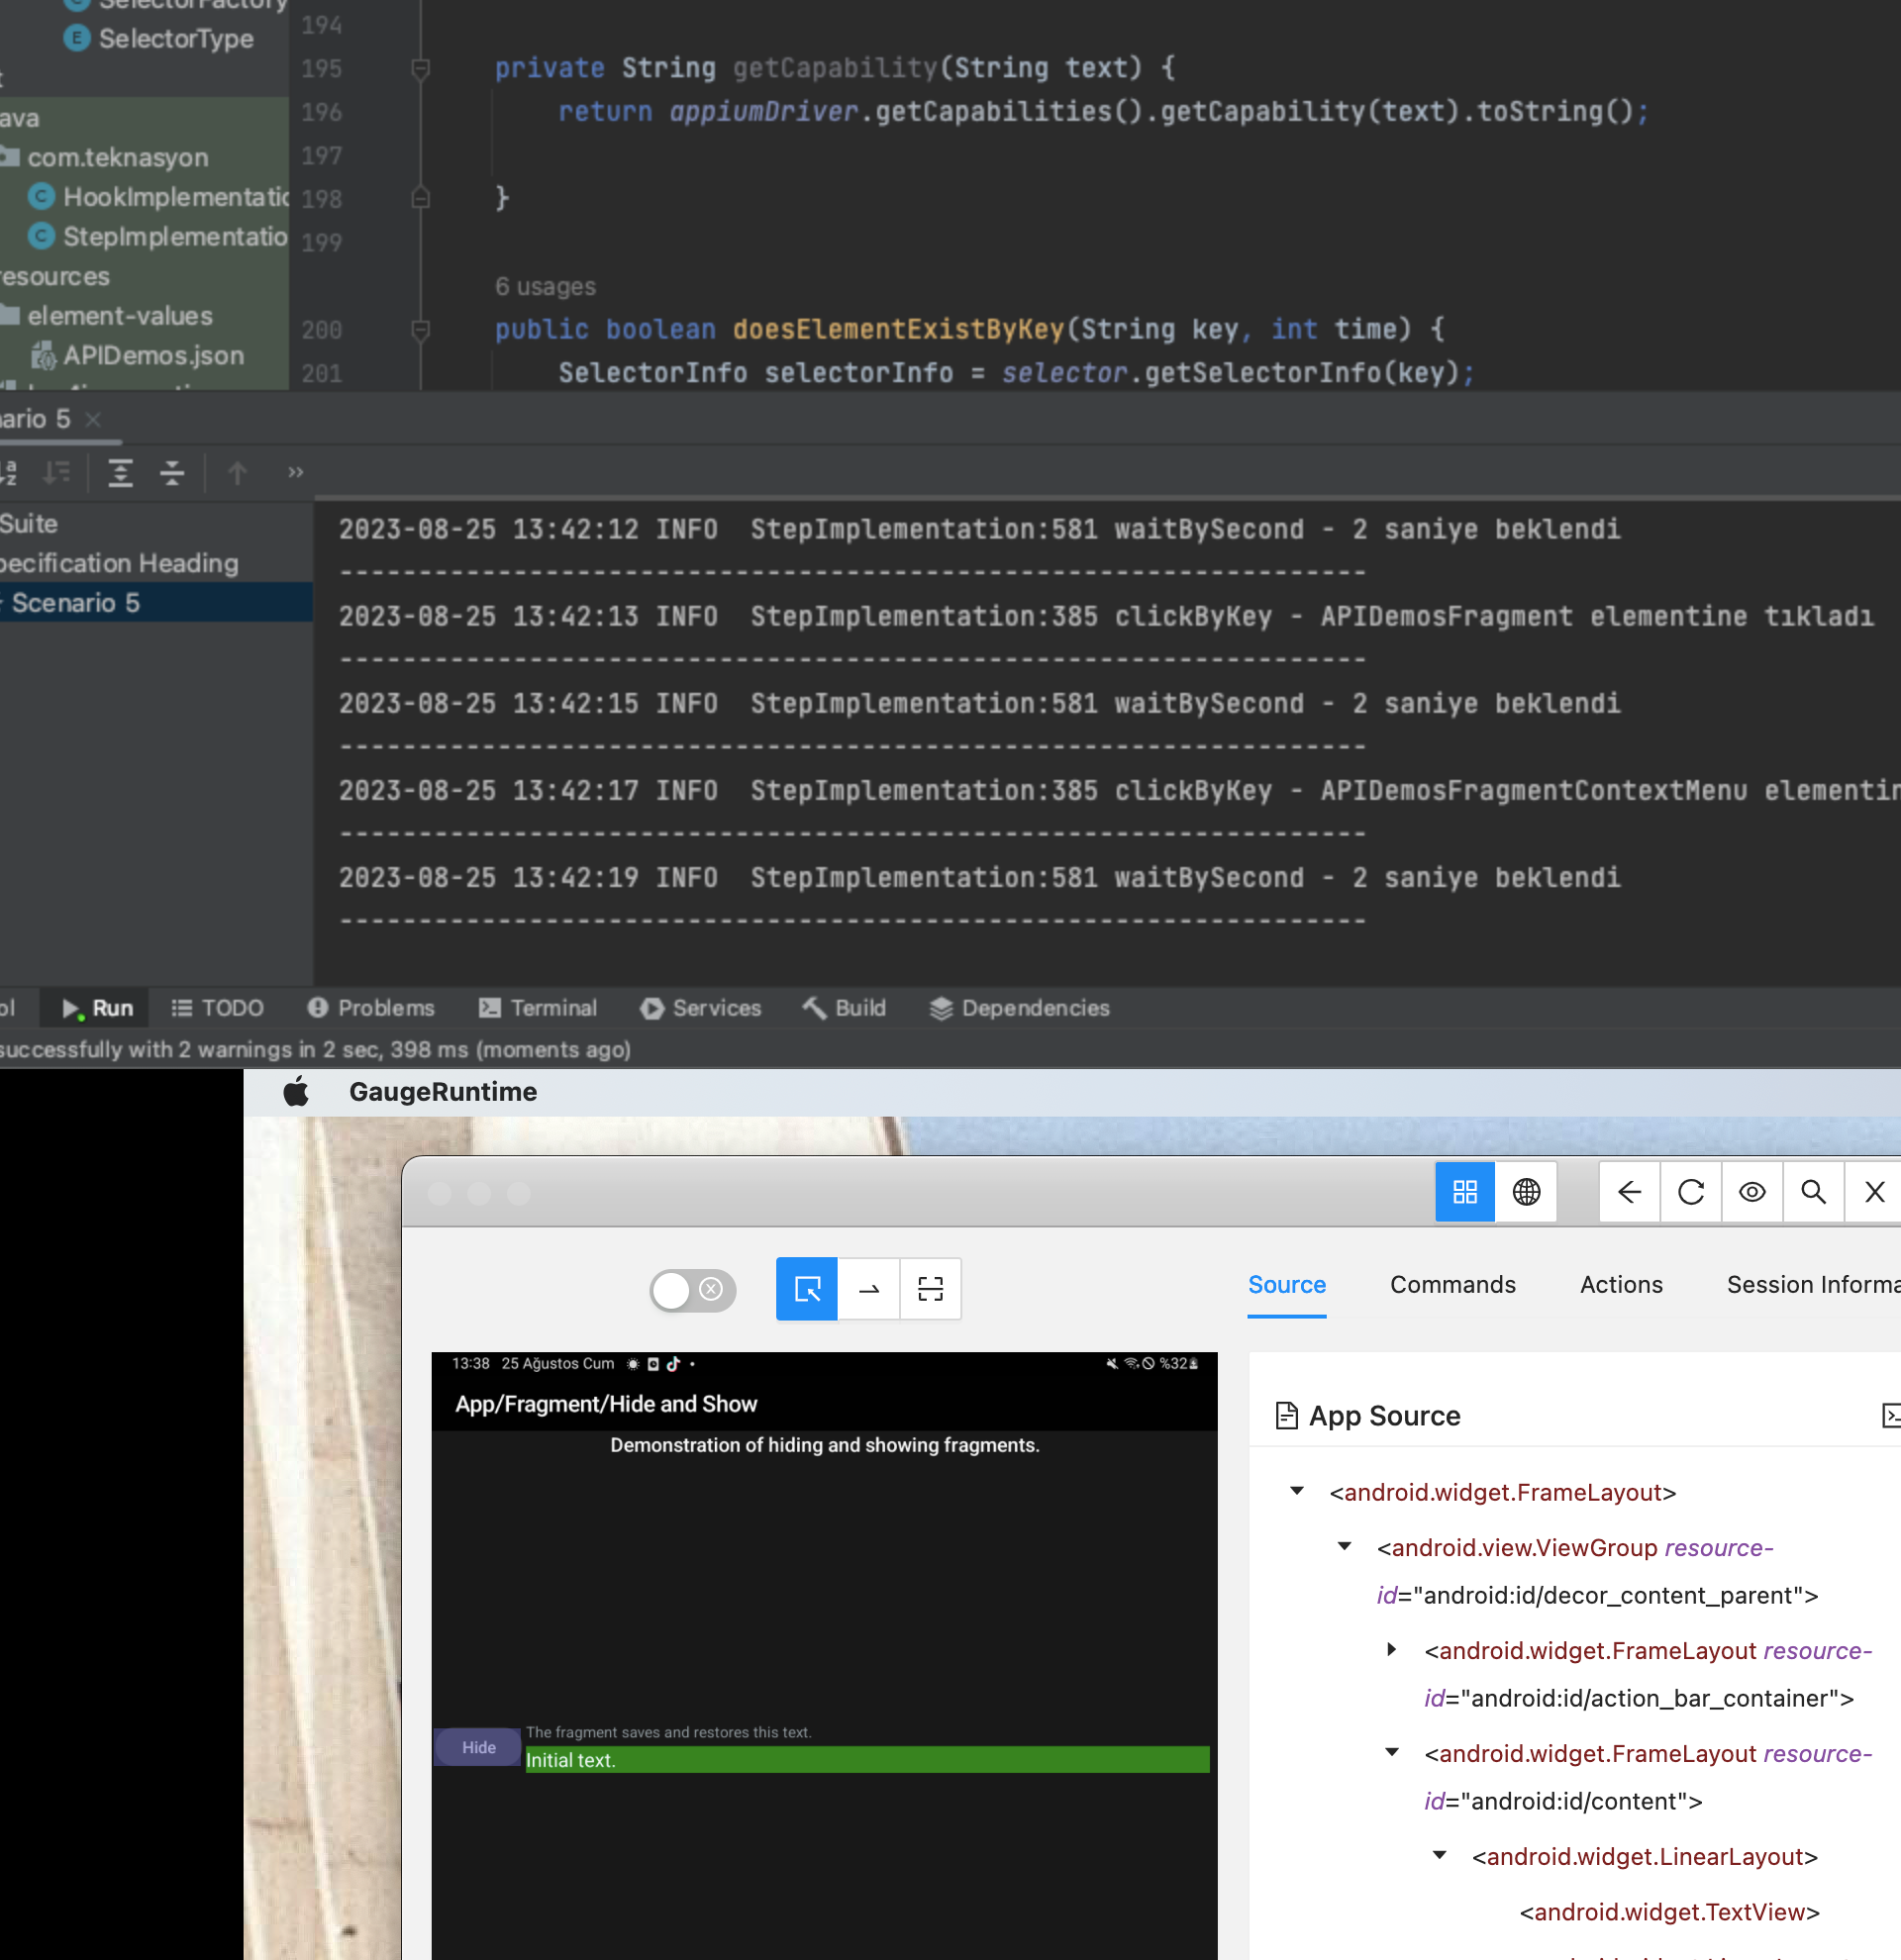 SelectorFactory
SelectorType
194
195 private String getCapability(String text) {
196 return appiumDriver.getCapabilities().getCapability(text).toString();
197
com.teknasyon
HookImplementatio
198 }
StepImplementatio
199
resources
6 usages
element-values
200 public boolean doesElementExistByKey(String key, int time) {
APIDemos.json
201 SelectorInfo selectorInfo = selector.getSelectorInfo(key);
nario 5
Suite
pecification Heading
Scenario 5
2023-08-25 13:42:12 INFO StepImplementation:581 waitBySecond - 2 saniye beklendi
-----------------------------------------------------------------
2023-08-25 13:42:13 INFO StepImplementation:385 clickByKey - APIDemosFragment elementine tıkladı
-----------------------------------------------------------------
2023-08-25 13:42:15 INFO StepImplementation:581 waitBySecond - 2 saniye beklendi
-----------------------------------------------------------------
2023-08-25 13:42:17 INFO StepImplementation:385 clickByKey - APIDemosFragmentContextMenu elementin
-----------------------------------------------------------------
2023-08-25 13:42:19 INFO StepImplementation:581 waitBySecond - 2 saniye beklendi
-----------------------------------------------------------------
ol Run TODO Problems Terminal Services Build Dependencies
successfully with 2 warnings in 2 sec, 398 ms (moments ago)
GaugeRuntime
Source Commands Actions Session Informa
13:38 25 Ağustos Cum %32
App/Fragment/Hide and Show
Demonstration of hiding and showing fragments.
The fragment saves and restores this text.
Hide
Initial text.
App Source
<android.widget.FrameLayout>
<android.view.ViewGroup resource-
id="android:id/decor_content_parent">
<android.widget.FrameLayout resource-
id="android:id/action_bar_container">
<android.widget.FrameLayout resource-
id="android:id/content">
<android.widget.LinearLayout>
<android.widget.TextView>